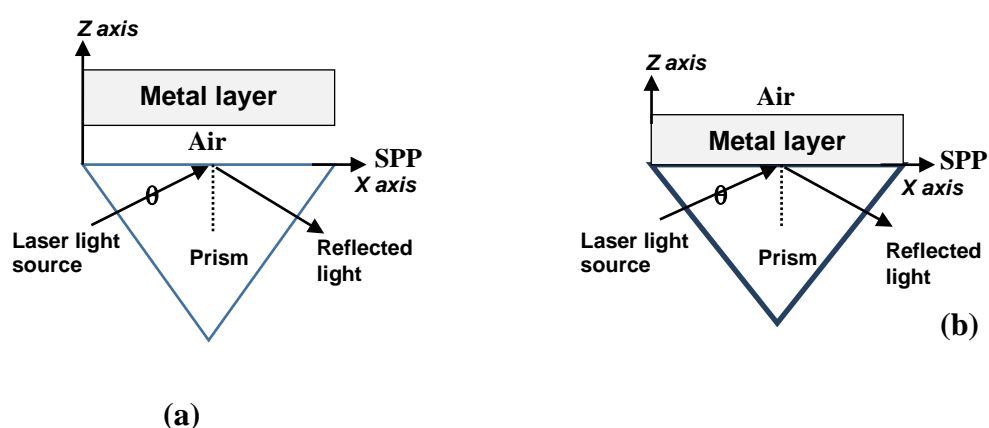 Z axis
Metal layer
Air
SPP
X axis
θ
Laser light
source
Prism
Reflected
light
(a)
Z axis
Air
Metal layer
SPP
X axis
θ
Laser light
source
Prism
Reflected
light
(b)